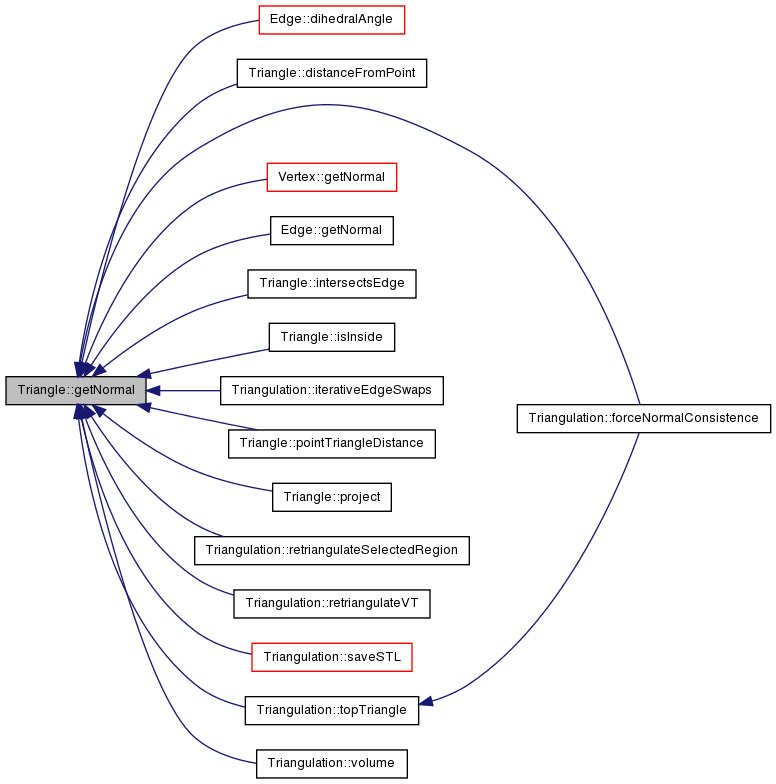 Edge::dihedralAngle
Triangle::distanceFromPoint
Vertex::getNormal
Edge::getNormal
Triangle::intersectsEdge
Triangle::isInside
Triangle::getNormal
Triangulation::iterativeEdgeSwaps
Triangulation::forceNormalConsistence
Triangle::pointTriangleDistance
Triangle::project
Triangulation::retriangulateSelectedRegion
Triangulation::retriangulateVT
Triangulation::saveSTL
Triangulation::topTriangle
Triangulation::volume